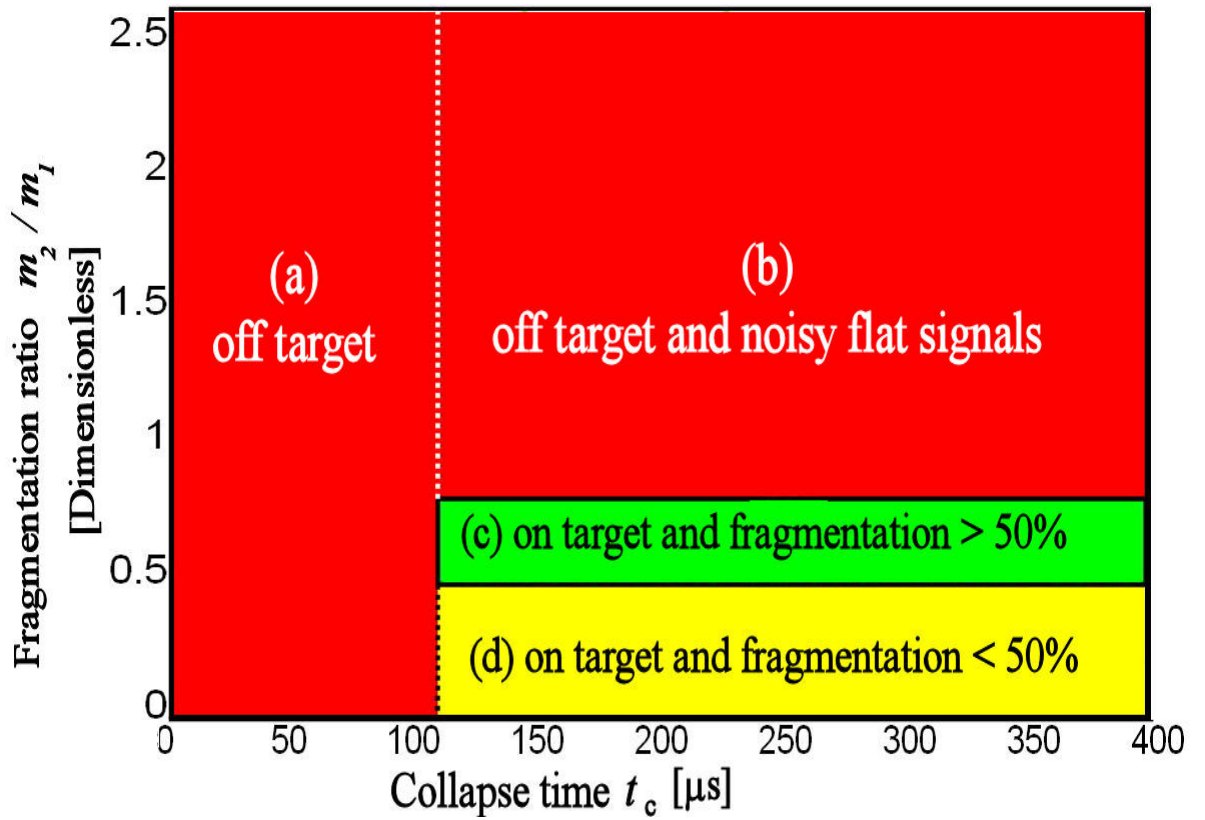 Fragmentation ratio m2 / m1
[Dimensionless]
2.5
2
1.5
1
0.5
0
(a)
off target
(b)
off target and noisy flat signals
(c) on target and fragmentation > 50%
(d) on target and fragmentation < 50%
0 50 100 150 200 250 300 350 400
Collapse time tc [μs]